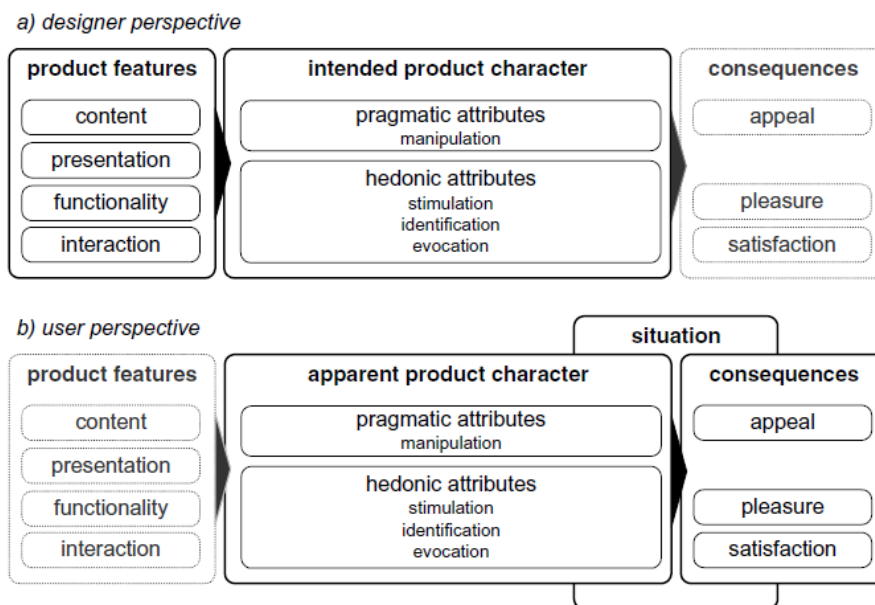 a) designer perspective
product features
content
presentation
functionality
interaction
intended product character
pragmatic attributes
manipulation
hedonic attributes
stimulation
identification
evocation
consequences
appeal
pleasure
satisfaction
b) user perspective
situation
product features
content
presentation
functionality
interaction
apparent product character
pragmatic attributes
manipulation
hedonic attributes
stimulation
identification
evocation
consequences
appeal
pleasure
satisfaction